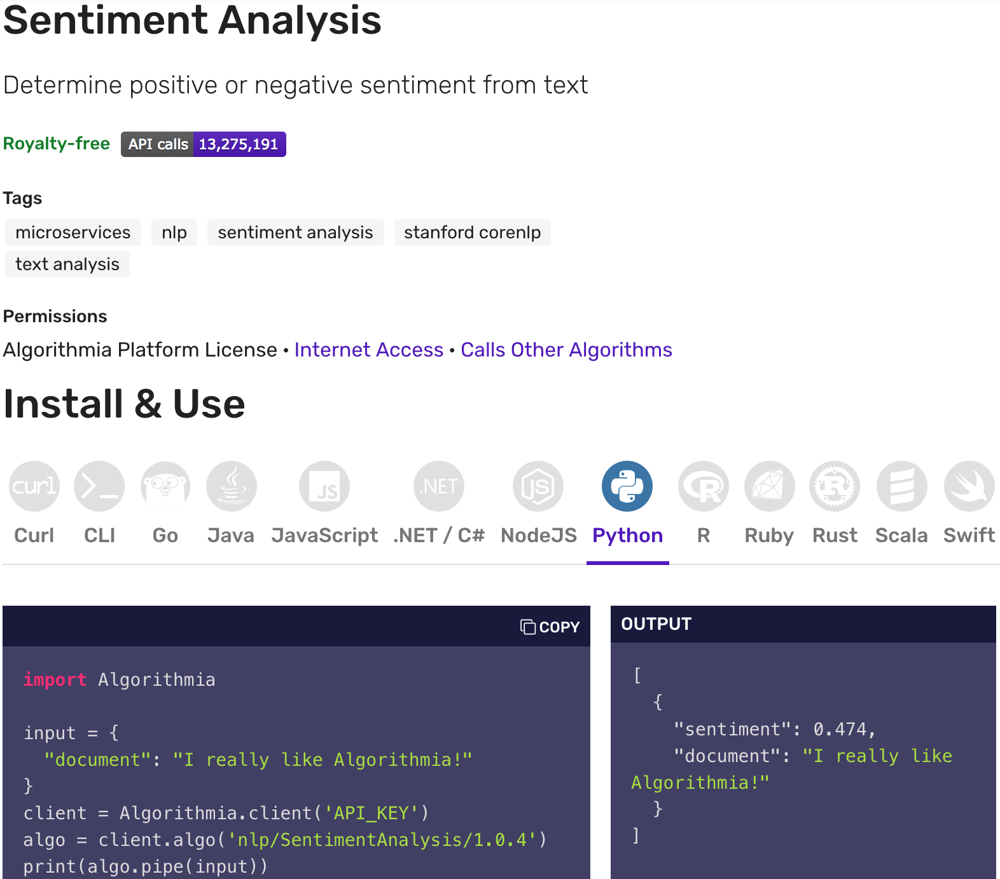 Sentiment Analysis
Determine positive or negative sentiment from text
Royalty-free API calls 13,275,191
Tags
microservices nlp sentiment analysis stanford corenlp
text analysis
Permissions
Algorithmia Platform License • Internet Access • Calls Other Algorithms
Install & Use
curl >_ JS .NET JS R R
Curl CLI Go Java JavaScript .NET / C# NodeJS Python R Ruby Rust Scala Swift
COPY
import Algorithmia
input = {
"document": "I really like Algorithmia!"
}
client = Algorithmia.client('API_KEY')
algo = client.algo('nlp/SentimentAnalysis/1.0.4')
print(algo.pipe(input))
OUTPUT
[
{
"sentiment": 0.474,
"document": "I really like
Algorithmia!"
}
]